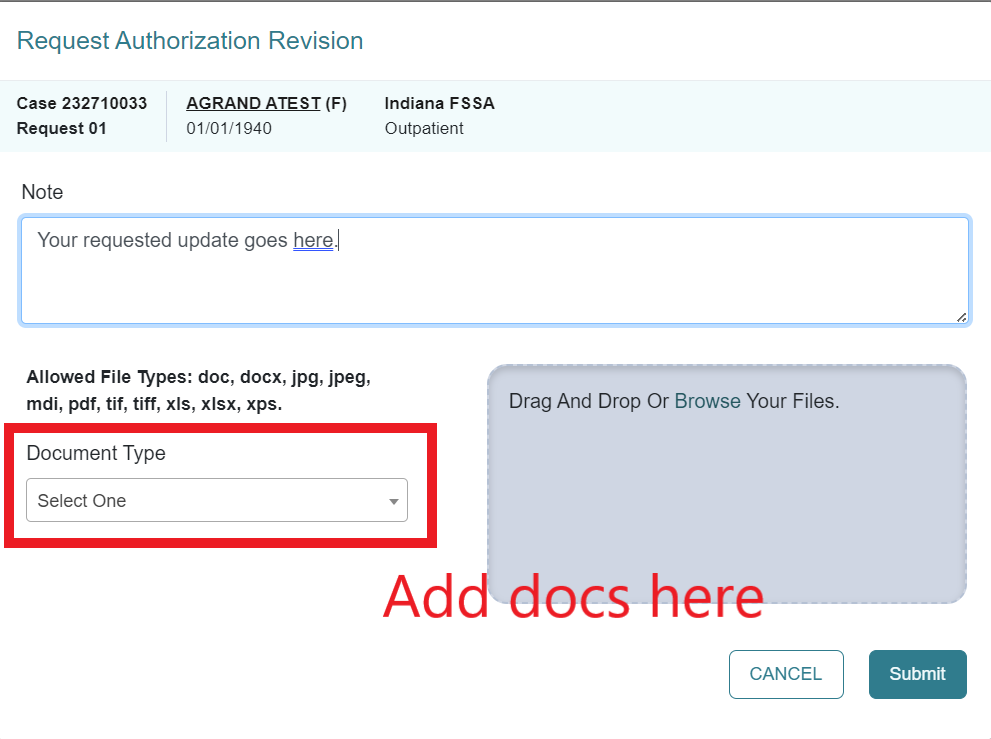 Request Authorization Revision
Case 232710033
Request 01
AGRAND ATEST (F)
01/01/1940
Indiana FSSA
Outpatient
Note
Your requested update goes here.
Allowed File Types: doc, docx, jpg, jpeg,
mdi, pdf, tif, tiff, xls, xlsx, xps.
Document Type
Select One
Drag And Drop Or Browse Your Files.
Add docs here
CANCEL
Submit